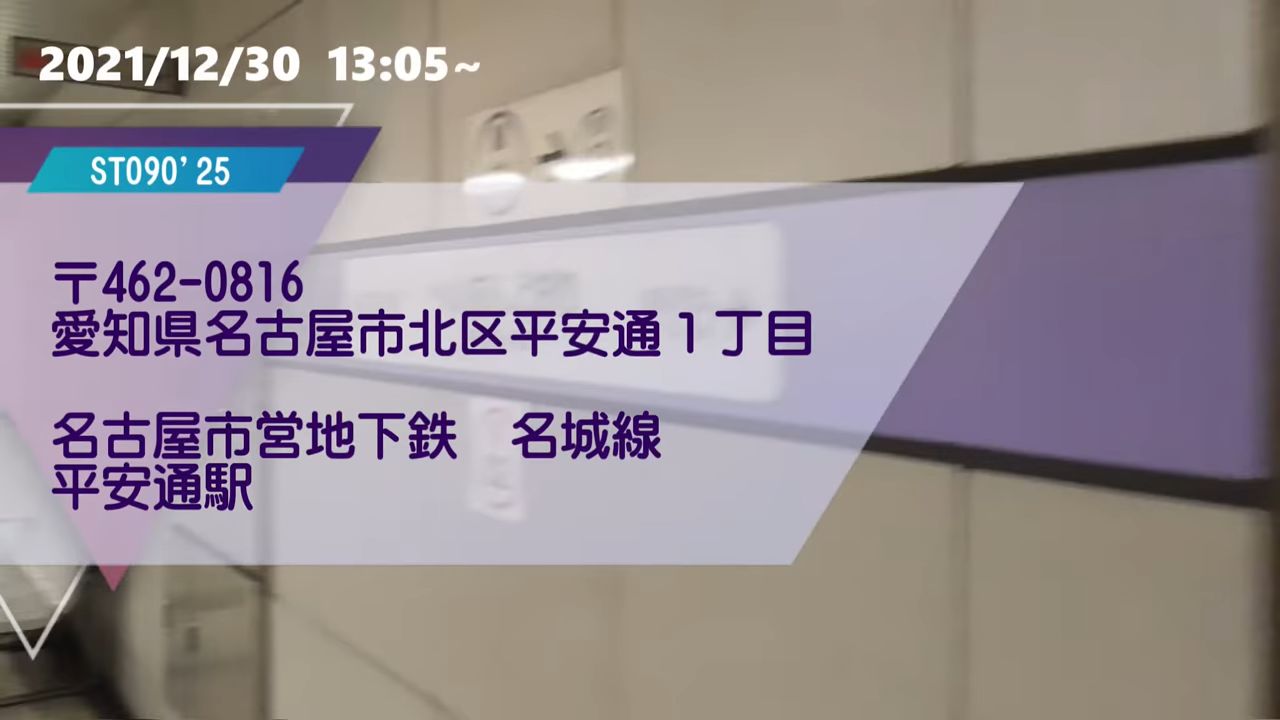 2021/12/30 13:05~
ST090’25
〒462-0816
愛知県名古屋市北区平安通１丁目
名古屋市営地下鉄　名城線
平安通駅